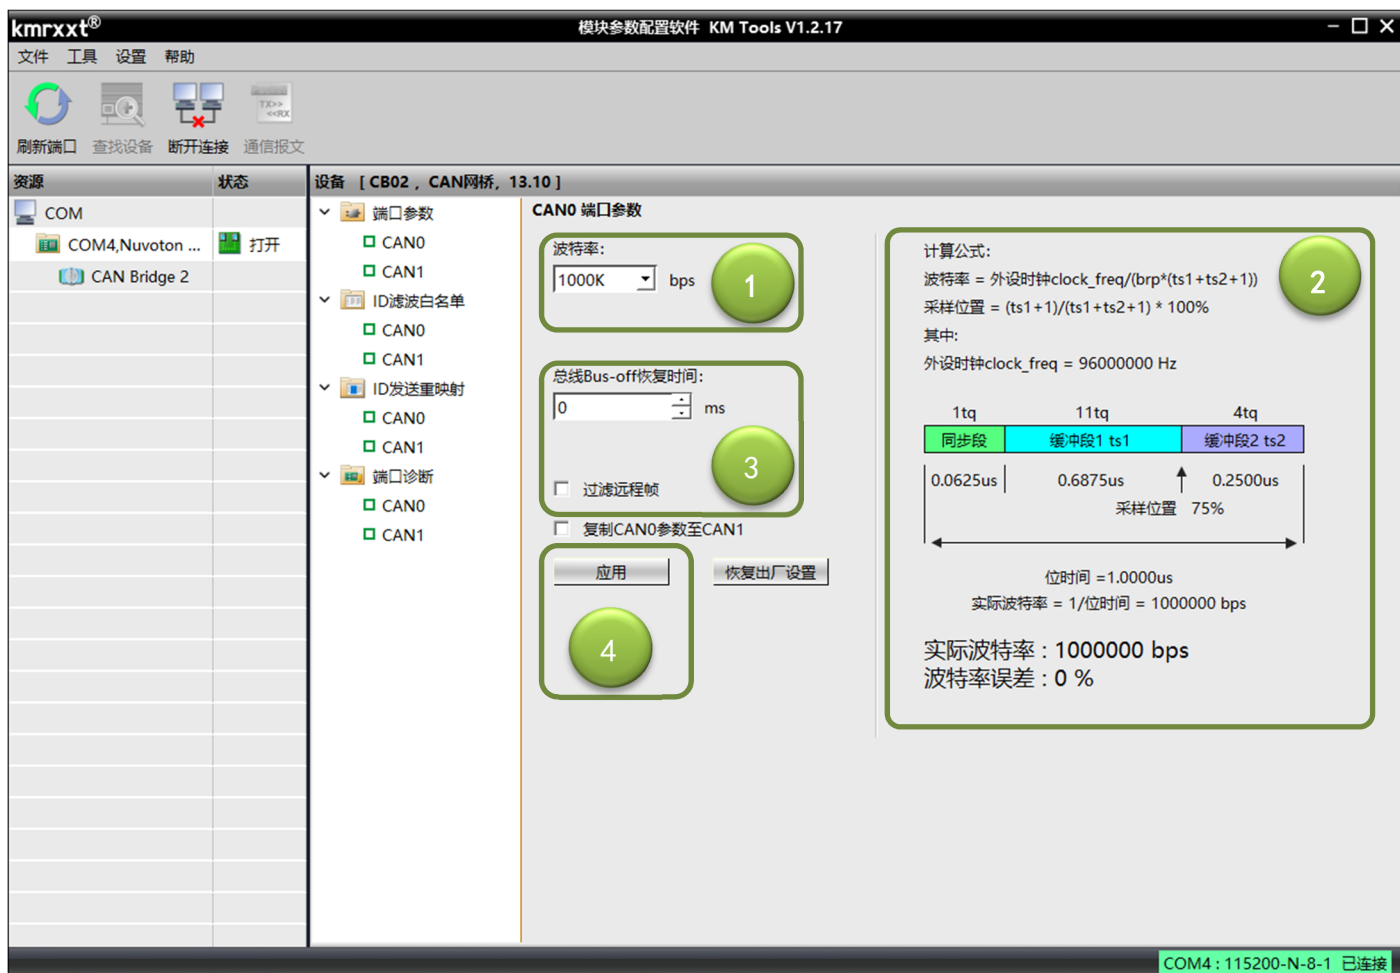 kmrxxt® 模块参数配置软件 KM Tools V1.2.17
文件 工具 设置 帮助
TX>>
<<RX
刷新端口 查找设备 断开连接 通信报文
资源 状态
COM
COM4,Nuvoton ... 打开
CAN Bridge 2
设备 [ CB02 , CAN网桥, 13.10 ]
端口参数
CAN0
CAN1
ID滤波白名单
CAN0
CAN1
ID发送重映射
CAN0
CAN1
端口诊断
CAN0
CAN1
CAN0 端口参数
波特率:
1000K bps
1
总线Bus-off恢复时间:
0 ms
3
过滤远程帧
复制CAN0参数至CAN1
应用 恢复出厂设置
4
计算公式:
波特率 = 外设时钟clock_freq/(brp*(ts1+ts2+1))
2
采样位置 = (ts1+1)/(ts1+ts2+1) * 100%
其中:
外设时钟clock_freq = 96000000 Hz
1tq 11tq 4tq
同步段 缓冲段1 ts1 缓冲段2 ts2
0.0625us 0.6875us 0.2500us
采样位置 75%
位时间 =1.0000us
实际波特率 = 1/位时间 = 1000000 bps
实际波特率 : 1000000 bps
波特率误差 : 0 %
COM4 : 115200-N-8-1 已连接